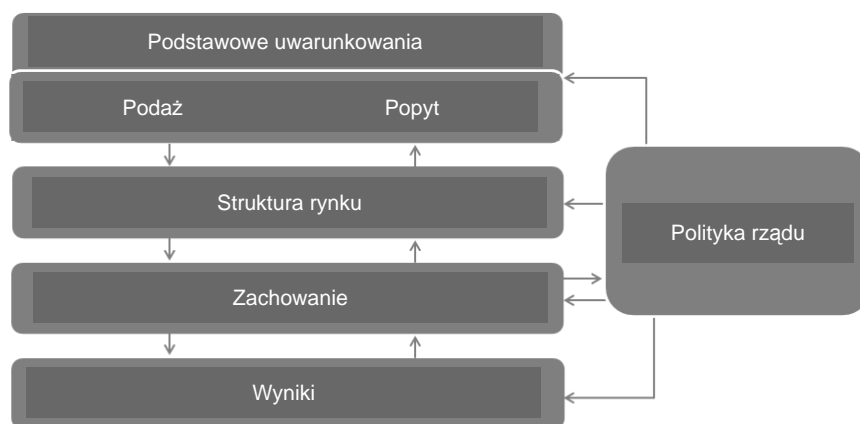 Podstawowe uwarunkowania
Podaż Popyt
Struktura rynku
Polityka rządu
Zachowanie
Wyniki